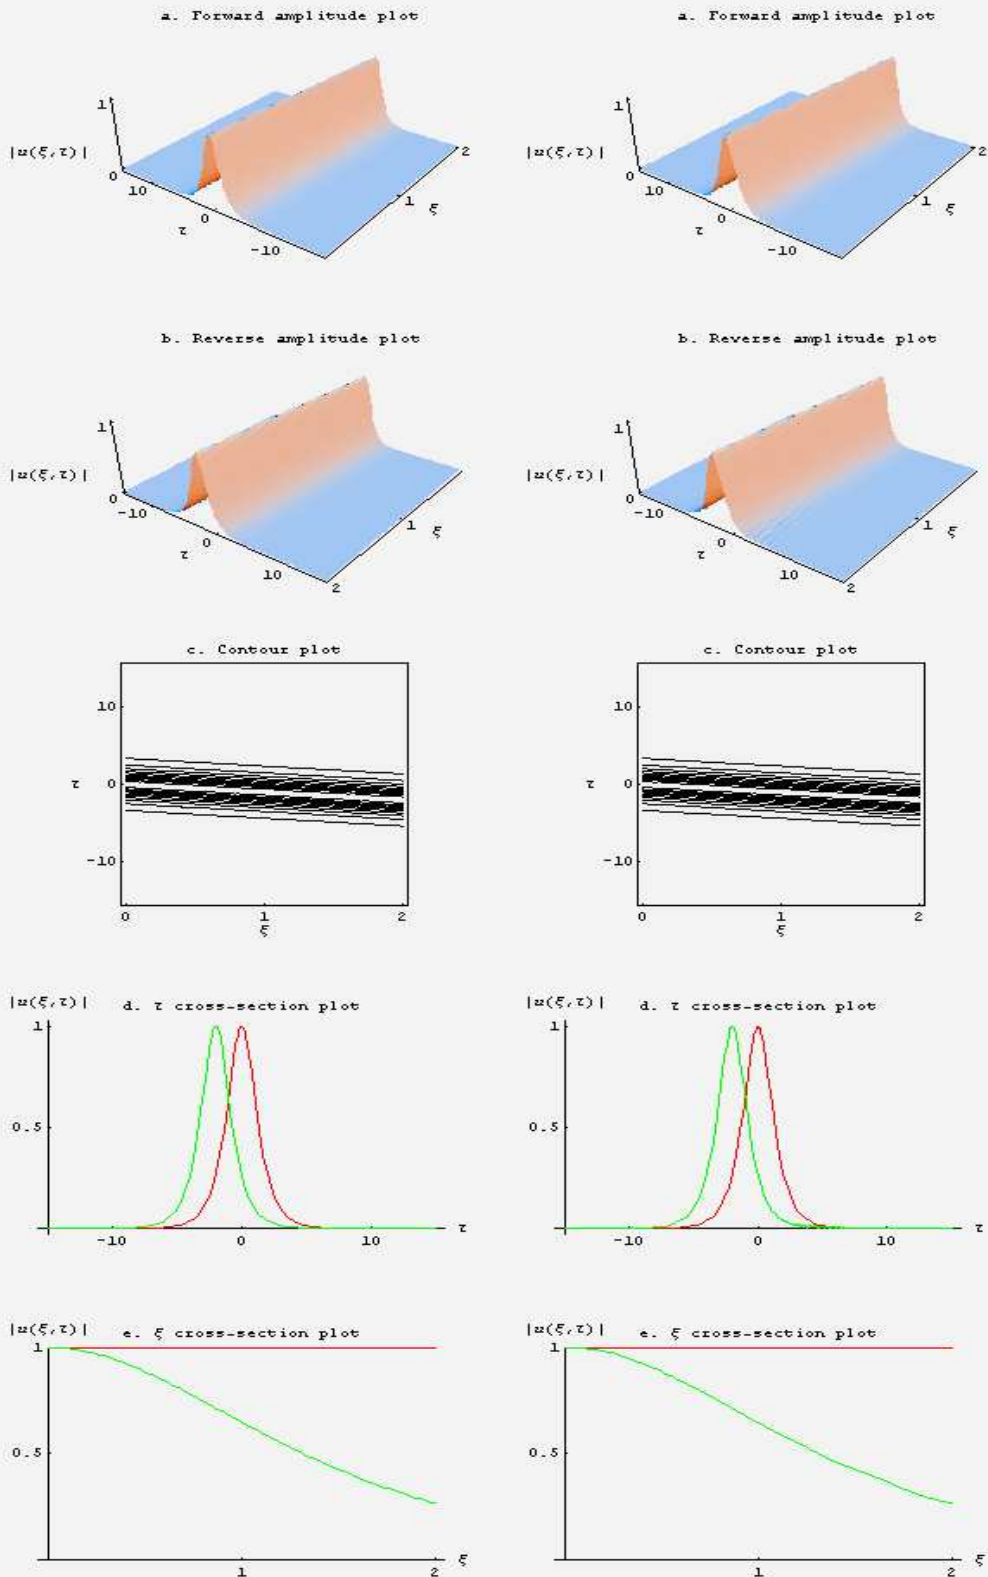 a. Forward amplitude plot
a. Forward amplitude plot
1
|u(ξ,τ)|
0
10
τ
0
-10
1
ξ
2
1
|u(ξ,τ)|
0
10
τ
0
-10
1
ξ
2
b. Reverse amplitude plot
b. Reverse amplitude plot
1
|u(ξ,τ)|
0
-10
τ
0
10
1
ξ
2
1
|u(ξ,τ)|
0
-10
τ
0
10
1
ξ
2
c. Contour plot
c. Contour plot
10
τ
0
-10
0
1
2
ξ
10
τ
0
-10
0
1
2
ξ
|u(ξ,τ)|
d. τ cross-section plot
|u(ξ,τ)|
d. τ cross-section plot
1
0.5
-10
0
10
τ
1
0.5
-10
0
10
τ
|u(ξ,τ)|
e. ξ cross-section plot
|u(ξ,τ)|
e. ξ cross-section plot
1
0.5
1
2
ξ
1
0.5
1
2
ξ